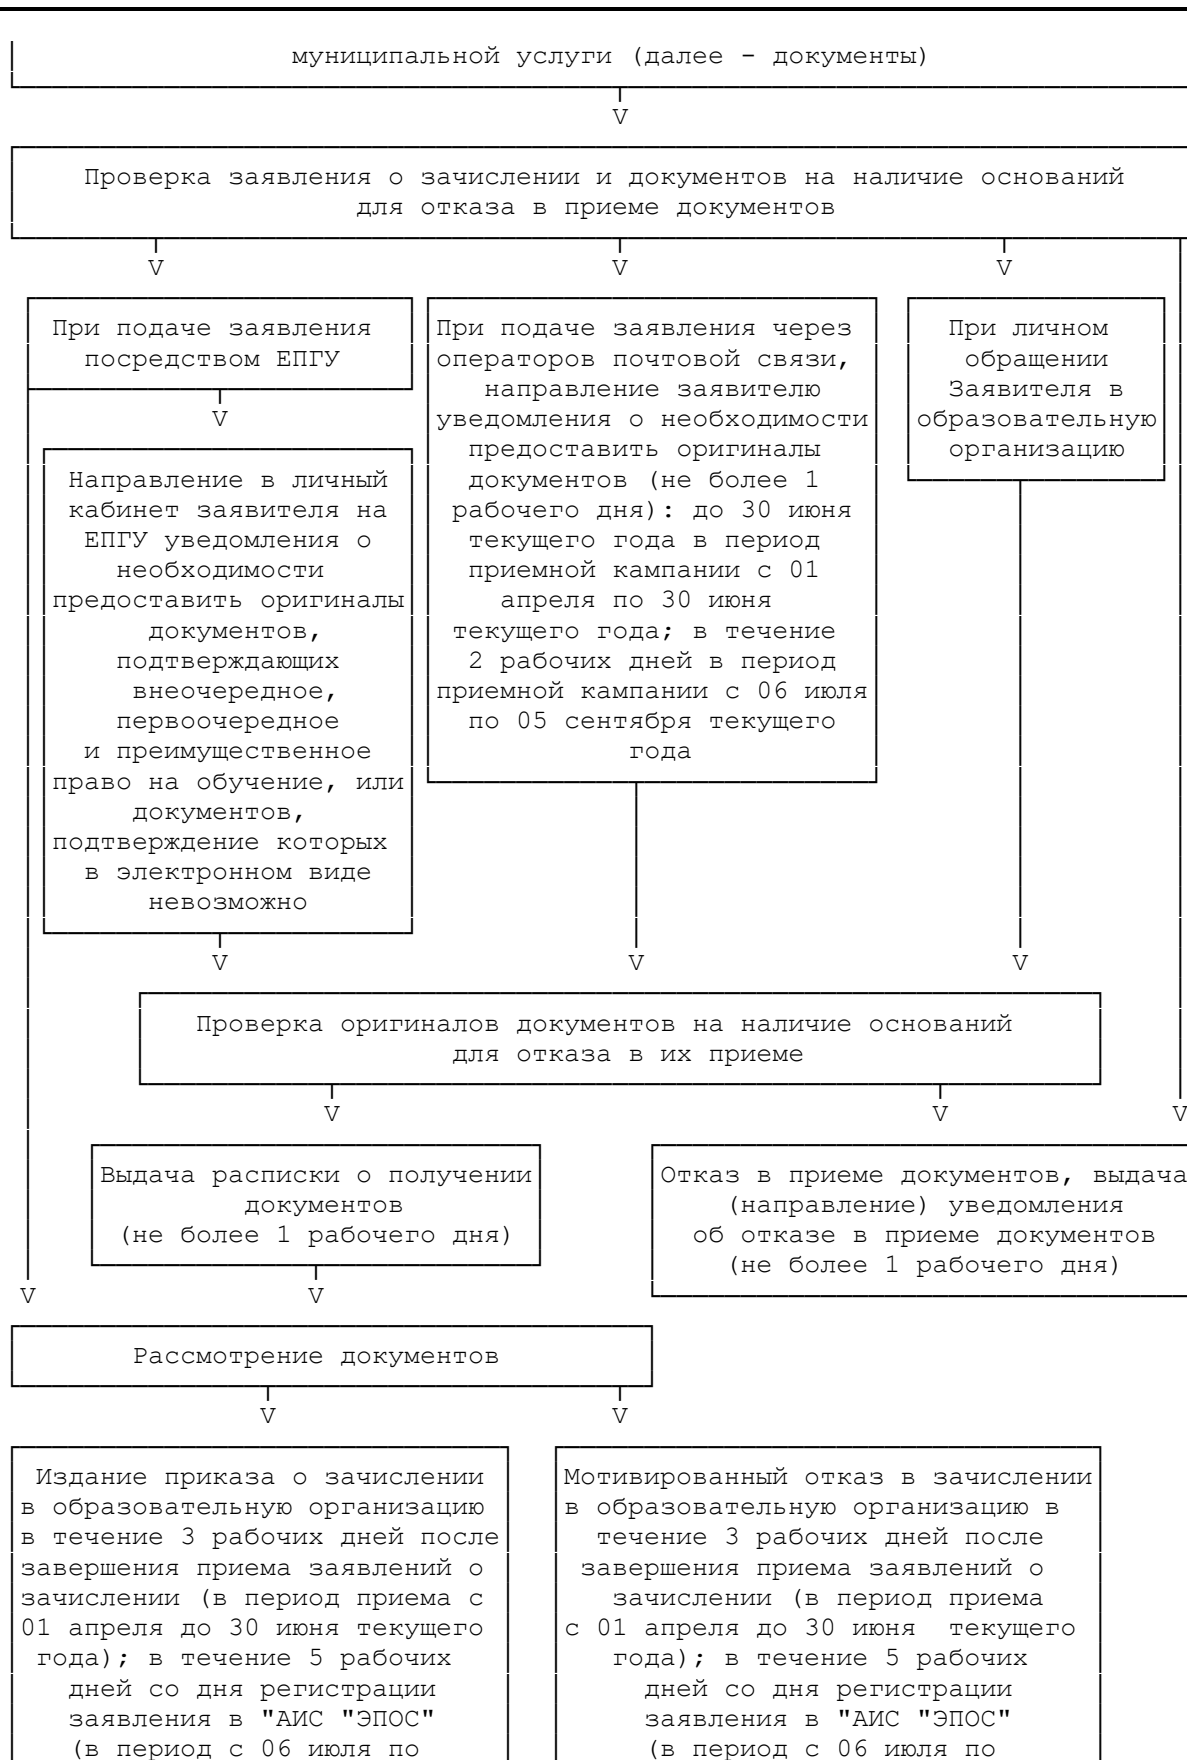 муниципальной услуги (далее - документы)
V
Проверка заявления о зачислении и документов на наличие оснований
для отказа в приеме документов
V V V
При подаче заявления
посредством ЕПГУ
V
Направление в личный
кабинет заявителя на
ЕПГУ уведомления о
необходимости
предоставить оригиналы
документов,
подтверждающих
внеочередное,
первоочередное
и преимущественное
право на обучение, или
документов,
подтверждение которых
в электронном виде
невозможно
При подаче заявления через
операторов почтовой связи,
направление заявителю
уведомления о необходимости
предоставить оригиналы
документов (не более 1
рабочего дня): до 30 июня
текущего года в период
приемной кампании с 01
апреля по 30 июня
текущего года; в течение
2 рабочих дней в период
приемной кампании с 06 июля
по 05 сентября текущего
года
При личном
обращении
Заявителя в
образовательную
организацию
V V V
Проверка оригиналов документов на наличие оснований
для отказа в их приеме
V V V
Выдача расписки о получении
документов
(не более 1 рабочего дня)
Отказ в приеме документов, выдача
(направление) уведомления
об отказе в приеме документов
(не более 1 рабочего дня)
V V
Рассмотрение документов
V V
Издание приказа о зачислении
в образовательную организацию
в течение 3 рабочих дней после
завершения приема заявлений о
зачислении (в период приема с
01 апреля до 30 июня текущего
года); в течение 5 рабочих
дней со дня регистрации
заявления в "АИС "ЭПОС"
(в период с 06 июля по
Мотивированный отказ в зачислении
в образовательную организацию в
течение 3 рабочих дней после
завершения приема заявлений о
зачислении (в период приема
с 01 апреля до 30 июня  текущего
года); в течение 5 рабочих
дней со дня регистрации
заявления в "АИС "ЭПОС"
(в период с 06 июля по